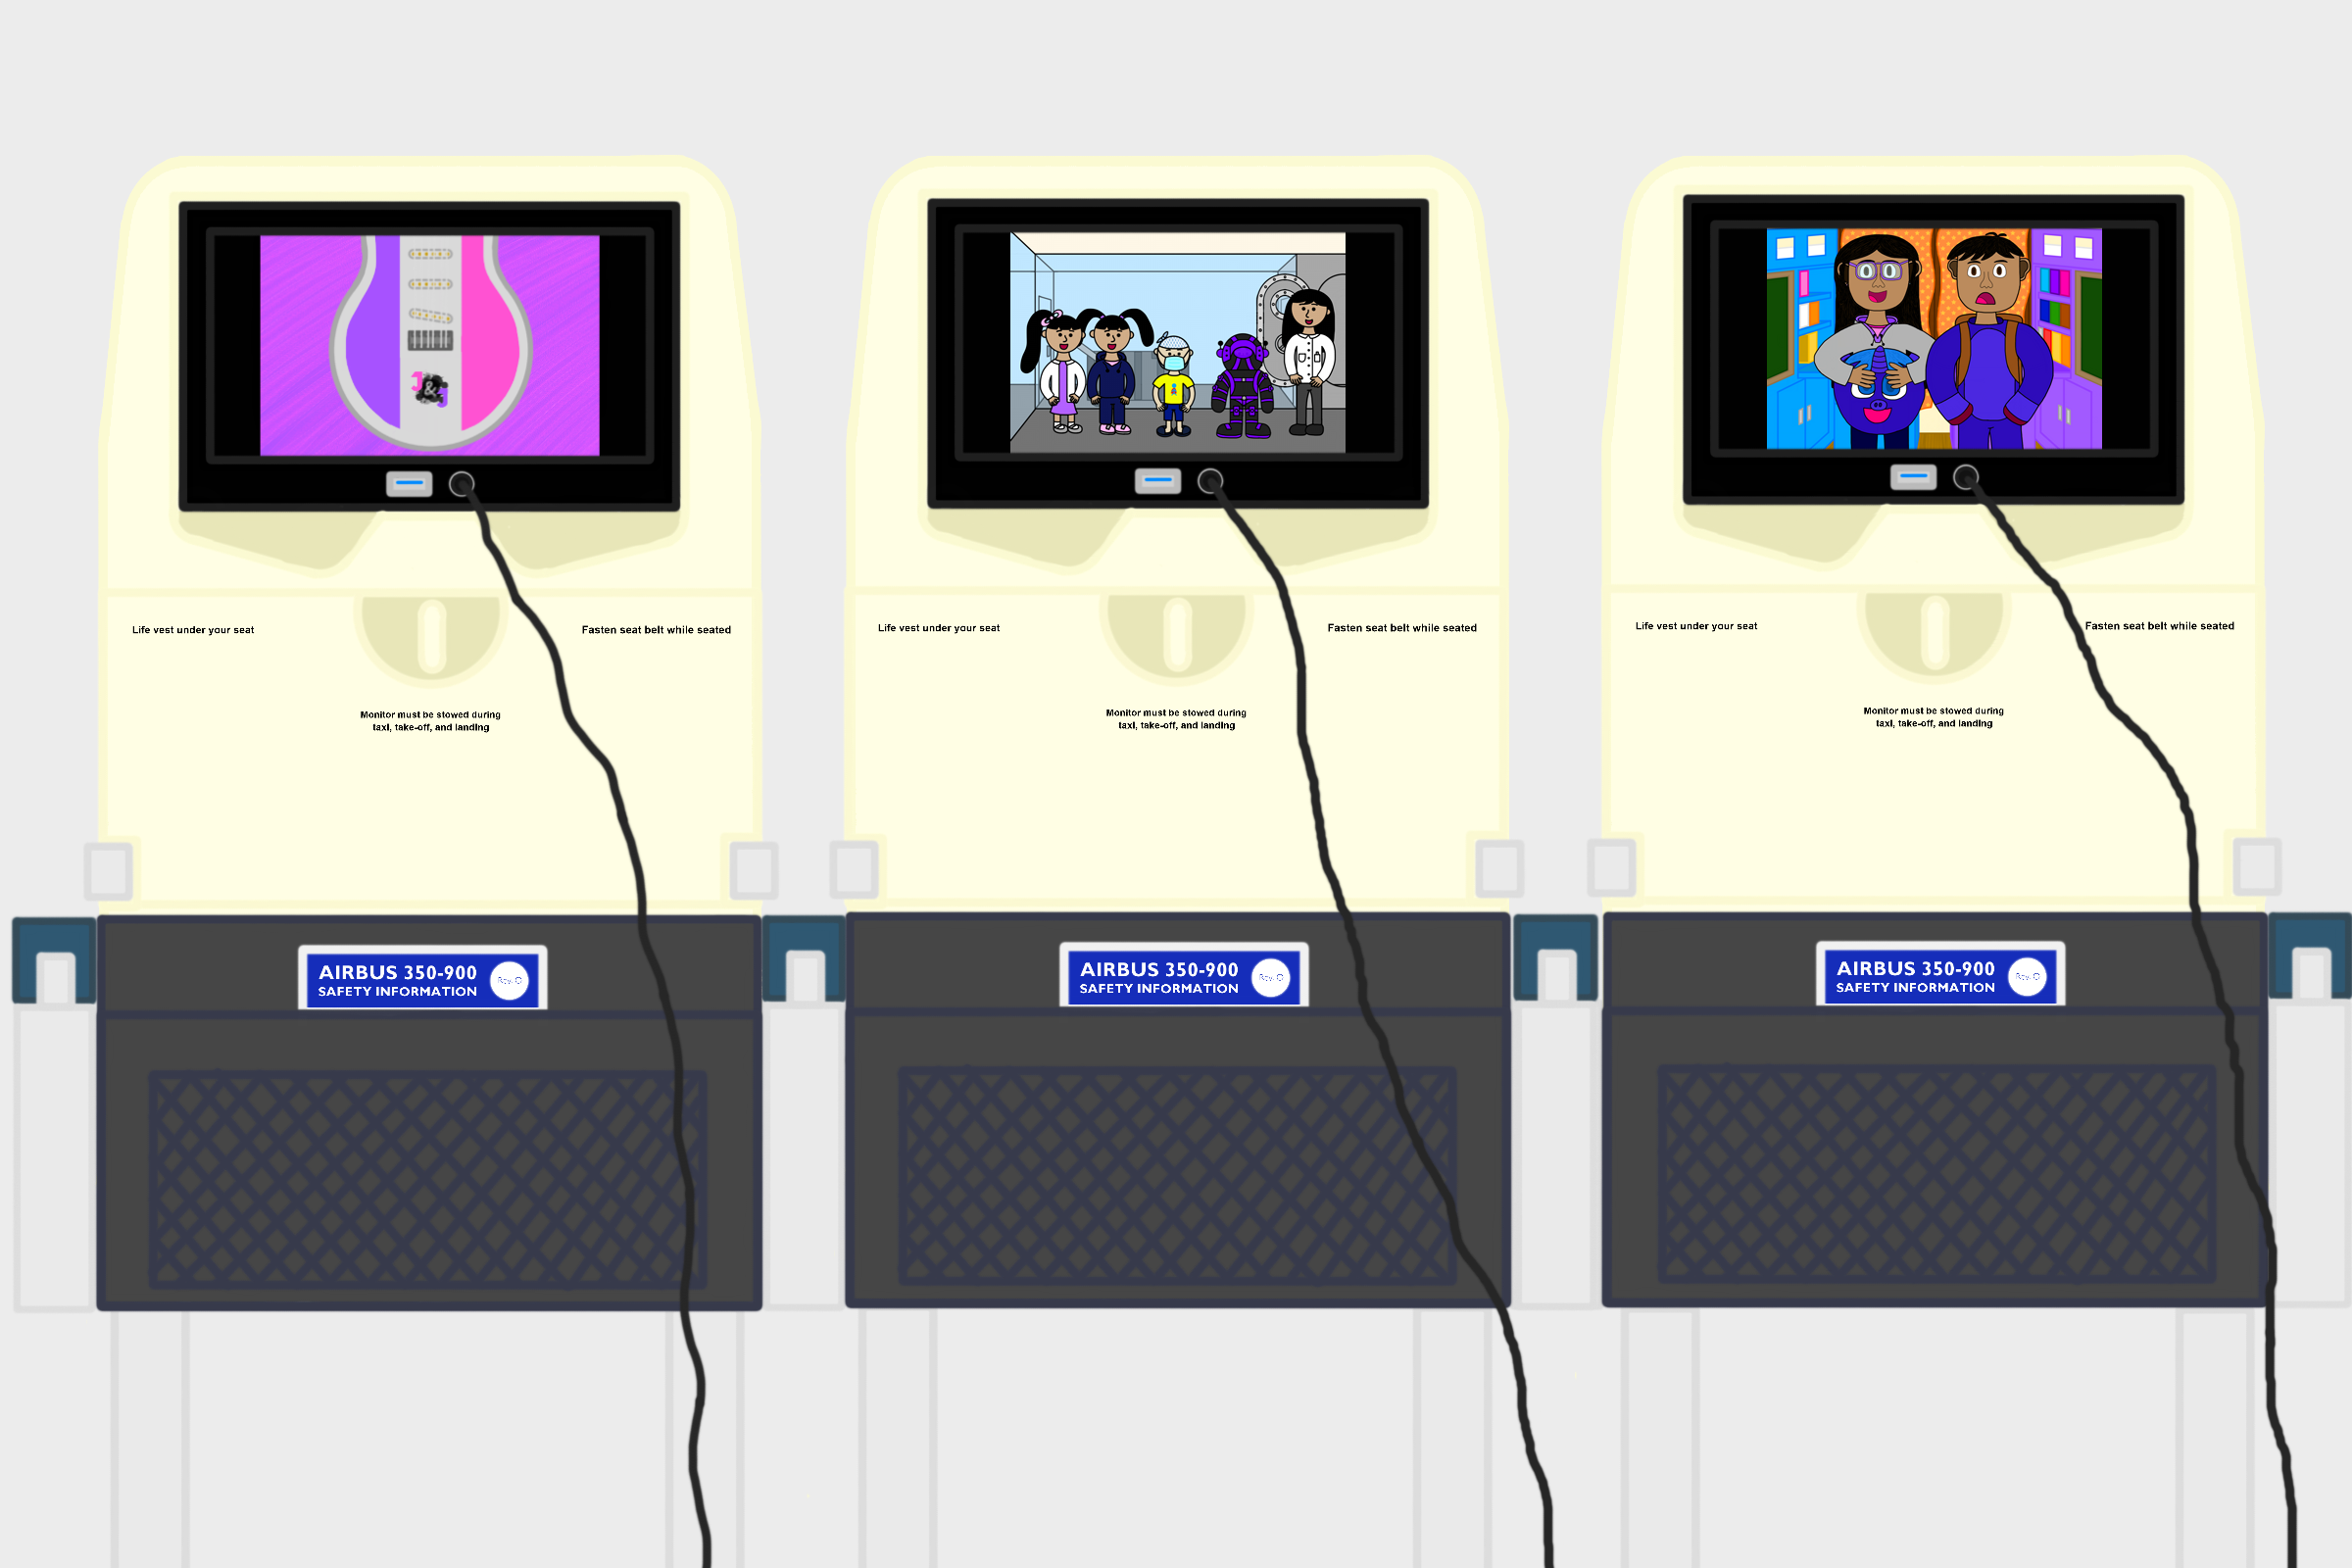 J&J
Life vest under your seat
Fasten seat belt while seated
Monitor must be stowed during
taxi, take-off, and landing
AIRBUS 350-900
SAFETY INFORMATION
Rev. O
Life vest under your seat
Fasten seat belt while seated
Monitor must be stowed during
taxi, take-off, and landing
AIRBUS 350-900
SAFETY INFORMATION
Rev. O
Life vest under your seat
Fasten seat belt while seated
Monitor must be stowed during
taxi, take-off, and landing
AIRBUS 350-900
SAFETY INFORMATION
Rev. O